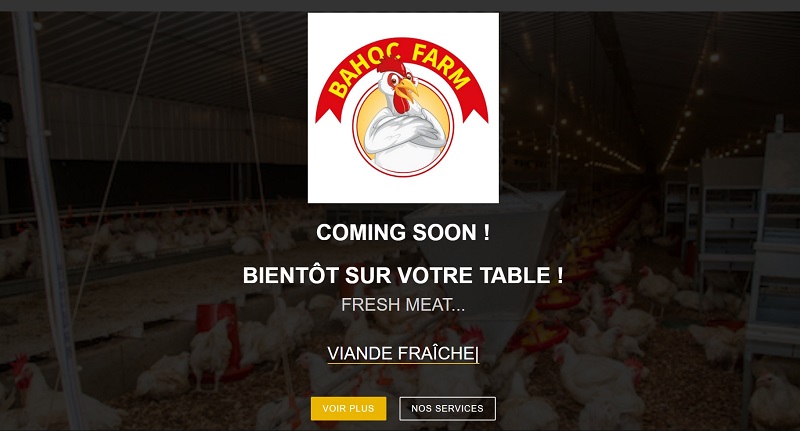 BAHOC FARM
COMING SOON !
BIENTÔT SUR VOTRE TABLE !
FRESH MEAT...
VIANDE FRAÎCHE|
VOIR PLUS
NOS SERVICES